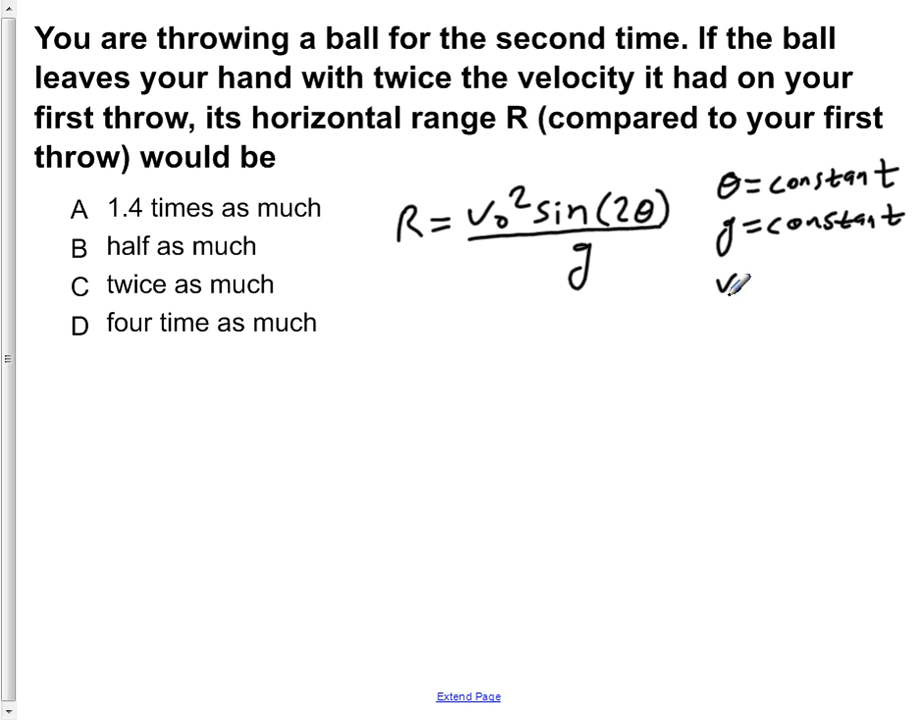 You are throwing a ball for the second time. If the ball
leaves your hand with twice the velocity it had on your
first throw, its horizontal range R (compared to your first
throw) would be
A 1.4 times as much
B half as much
C twice as much
D four time as much
R = v₀² sin(2θ) / g
θ = constant
g = constant
v
Extend Page